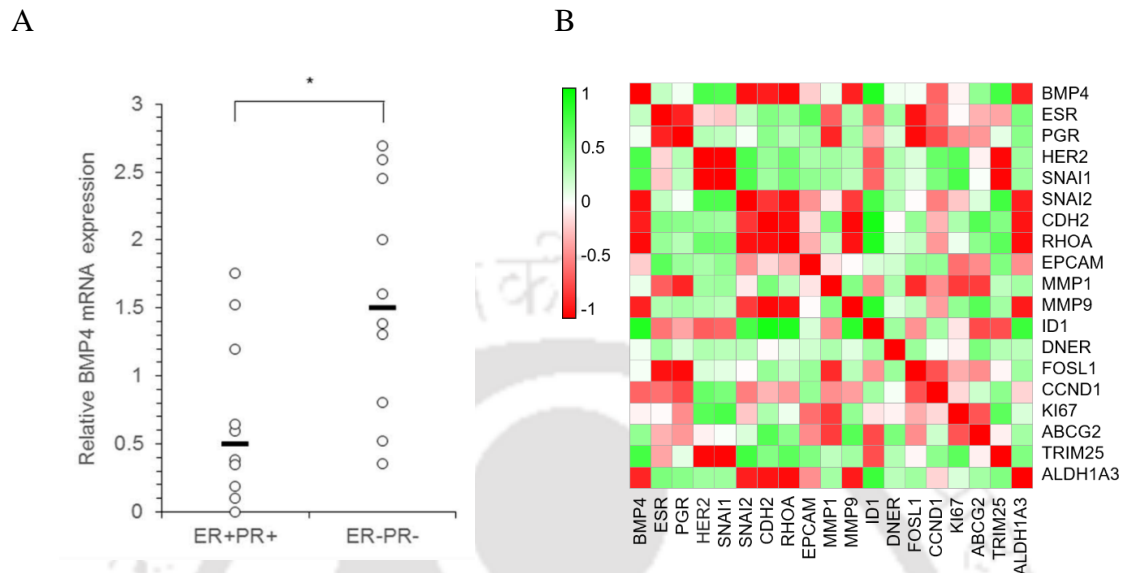 A
B
*
Relative BMP4 mRNA expression
3
2.5
2
1.5
1
0.5
0
ER+PR+
ER-PR-
1
0.5
0
-0.5
-1
BMP4
ESR
PGR
HER2
SNAI1
SNAI2
CDH2
RHOA
EPCAM
MMP1
MMP9
ID1
DNER
FOSL1
CCND1
KI67
ABCG2
TRIM25
ALDH1A3
BMP4
ESR
PGR
HER2
SNAI1
SNAI2
CDH2
RHOA
EPCAM
MMP1
MMP9
ID1
DNER
FOSL1
CCND1
KI67
ABCG2
TRIM25
ALDH1A3